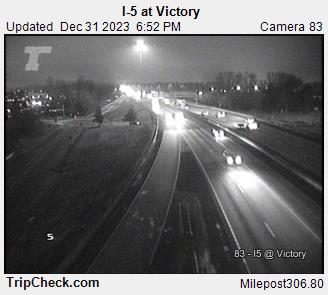 I-5 at Victory
Updated Dec 31 2023 6:52 PM Camera 83
S
83 - I5 @ Victory
TripCheck.com Milepost306.80